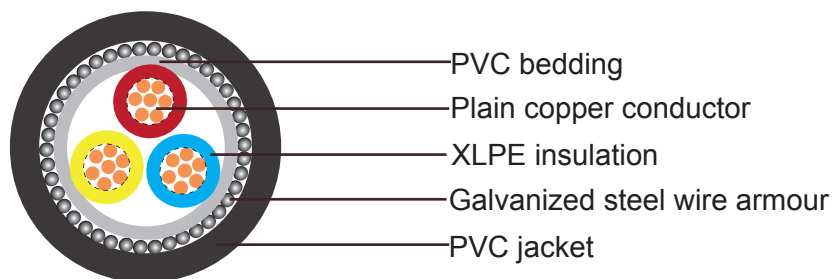 PVC bedding
Plain copper conductor
XLPE insulation
Galvanized steel wire armour
PVC jacket